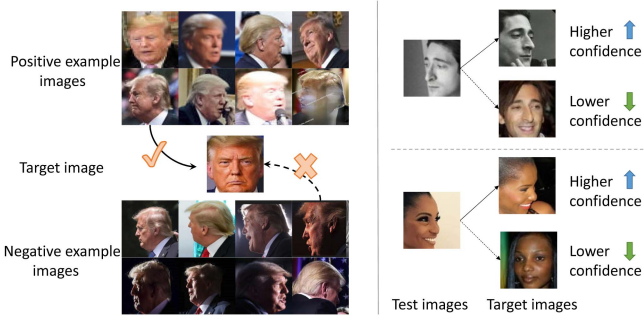 Positive example
images
Target image
Negative example
images
Higher
confidence
Lower
confidence
Higher
confidence
Lower
confidence
Test images
Target images